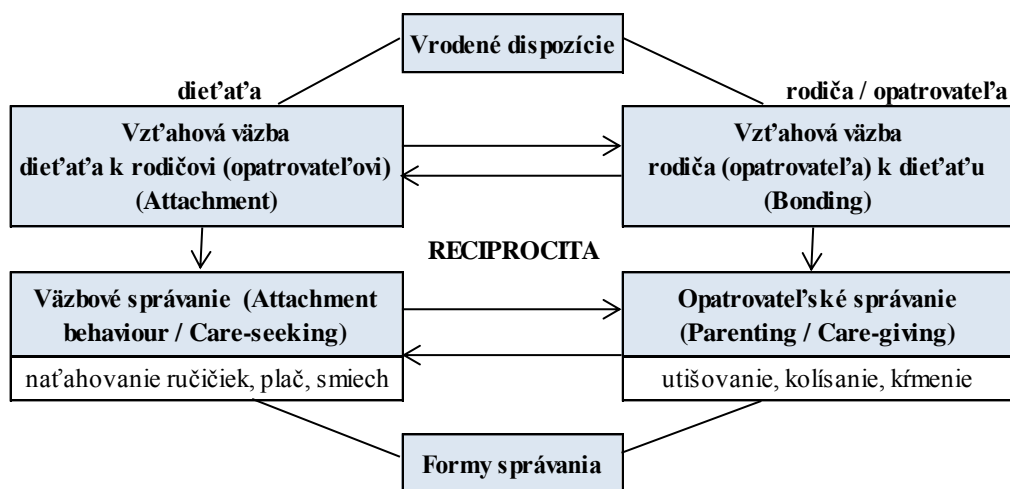 Vrodené dispozície
dieťaťa
rodiča / opatrovateľa
Vzťahová väzba
dieťaťa k rodičovi (opatrovateľovi)
(Attachment)
Vzťahová väzba
rodiča (opatrovateľa) k dieťaťu
(Bonding)
RECIPROCITA
Väzbové správanie (Attachment
behaviour / Care-seeking)
naťahovanie ručičiek, plač, smiech
Opatrovateľské správanie
(Parenting / Care-giving)
utišovanie, kolísanie, kŕmenie
Formy správania